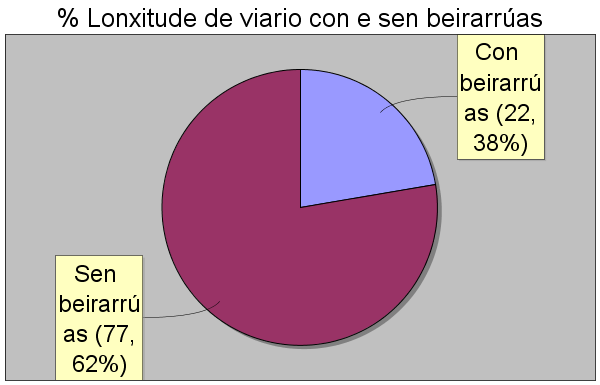 % Lonxitude de viario con e sen beirarrúas
Con
beirarrú
as (22,
38%)
Sen
beirarrú
as (77,
62%)